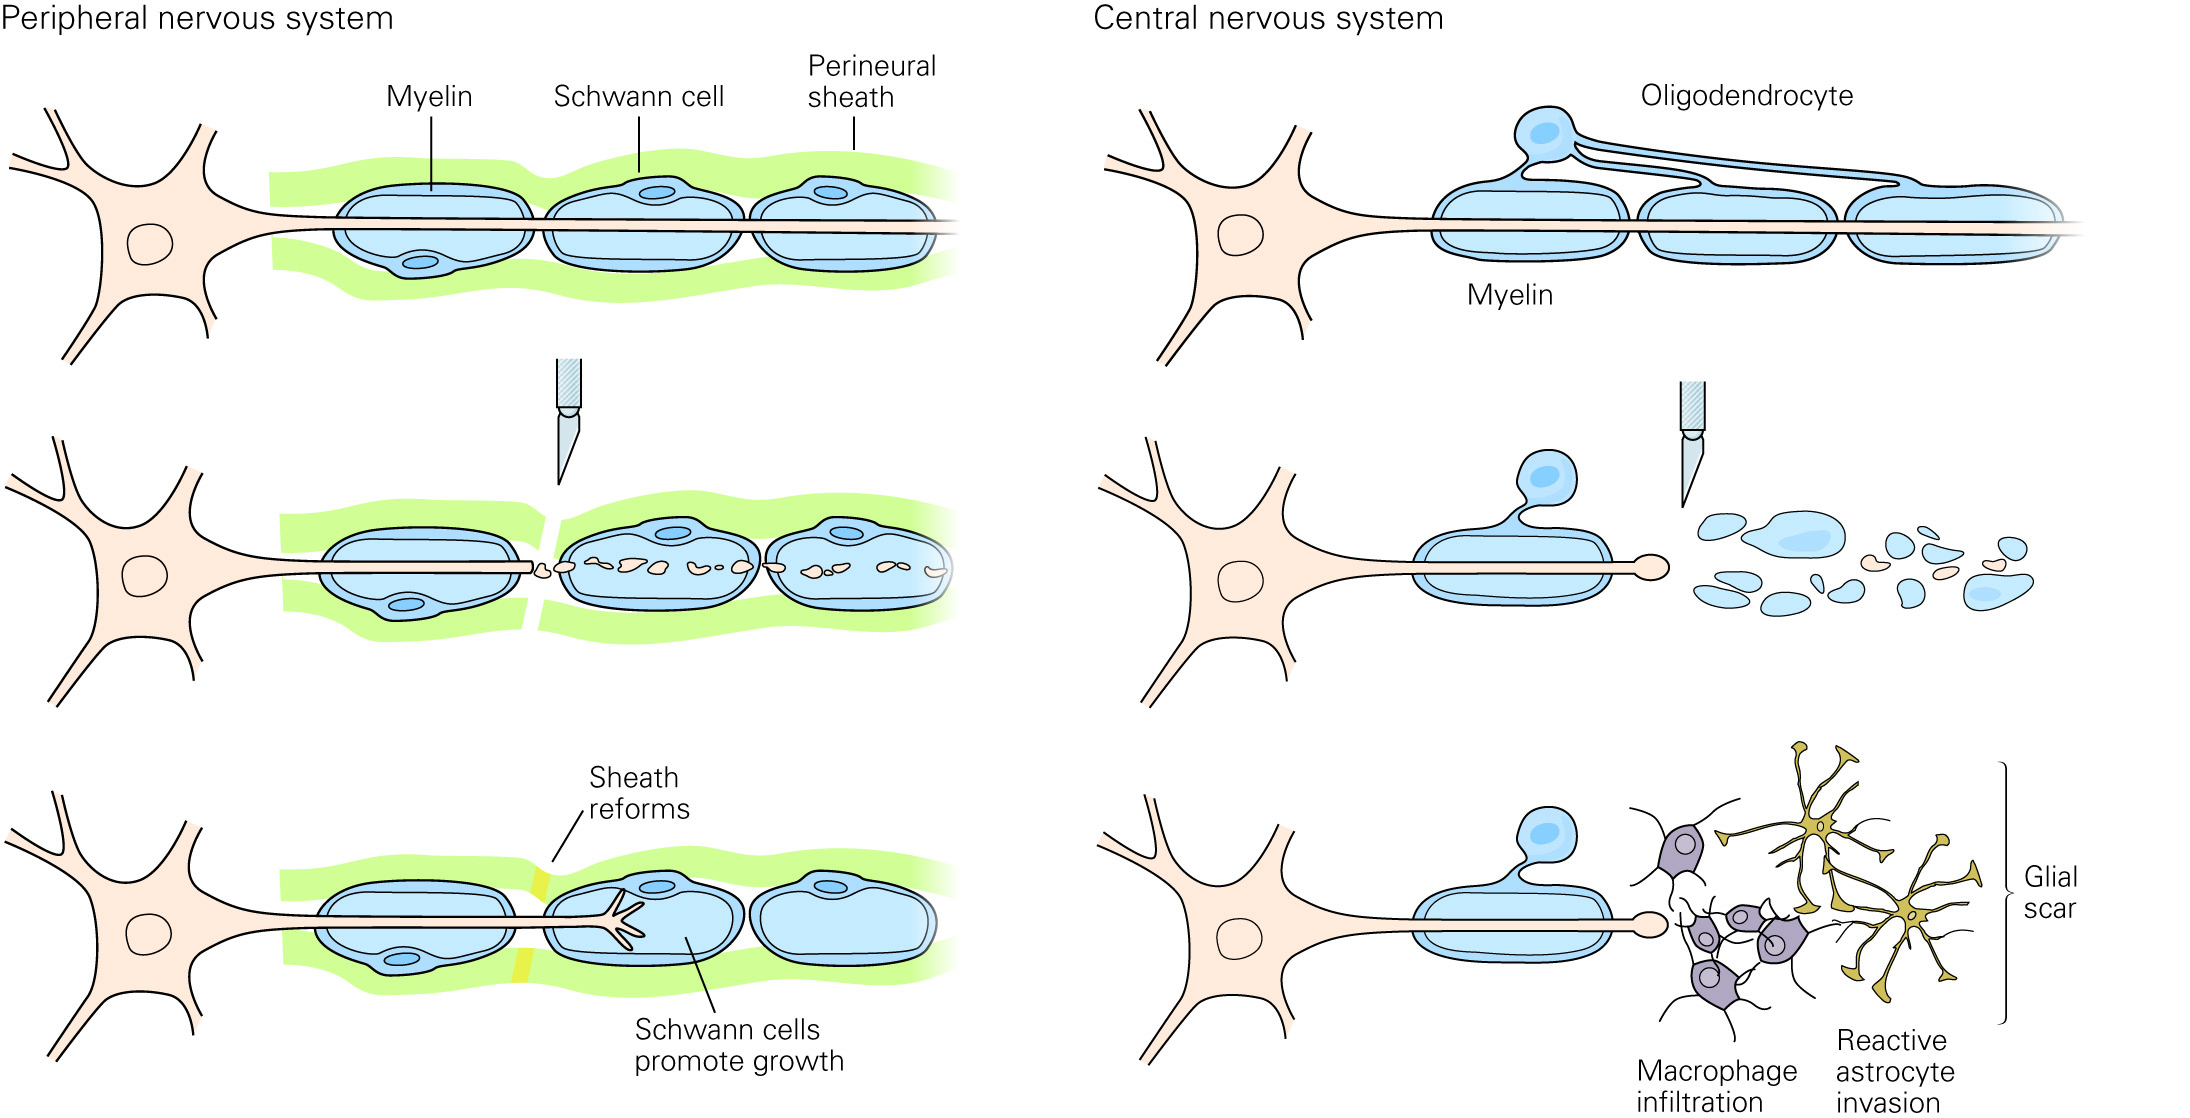 Peripheral nervous system
Myelin
Schwann cell
Perineural
sheath
Sheath
reforms
Schwann cells
promote growth
Central nervous system
Oligodendrocyte
Myelin
Glial
scar
Macrophage
infiltration
Reactive
astrocyte
invasion